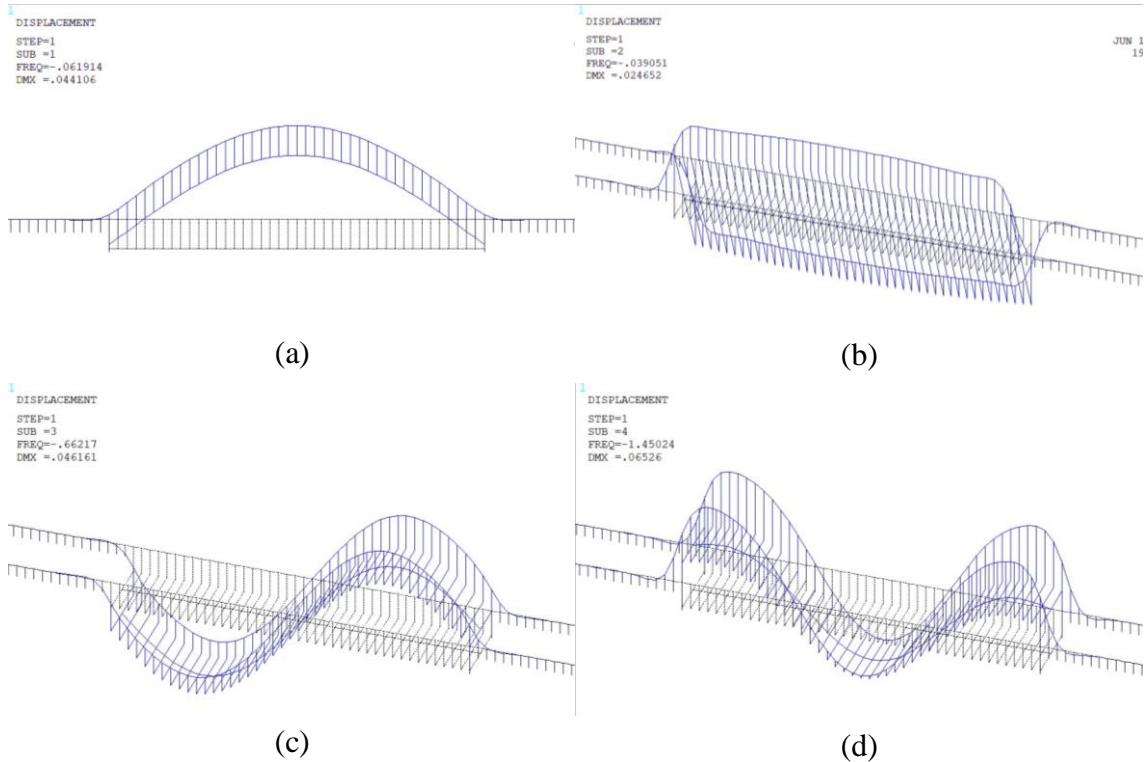 1
DISPLACEMENT
STEP=1
SUB =1
FREQ=-.061914
DMX =.044106
(a)
1
DISPLACEMENT
STEP=1
SUB =2
FREQ=-.039051
DMX =.024652
JUN 1
19
(b)
1
DISPLACEMENT
STEP=1
SUB =3
FREQ=-.66217
DMX =.046161
(c)
1
DISPLACEMENT
STEP=1
SUB =4
FREQ=-1.45024
DMX =.06526
(d)